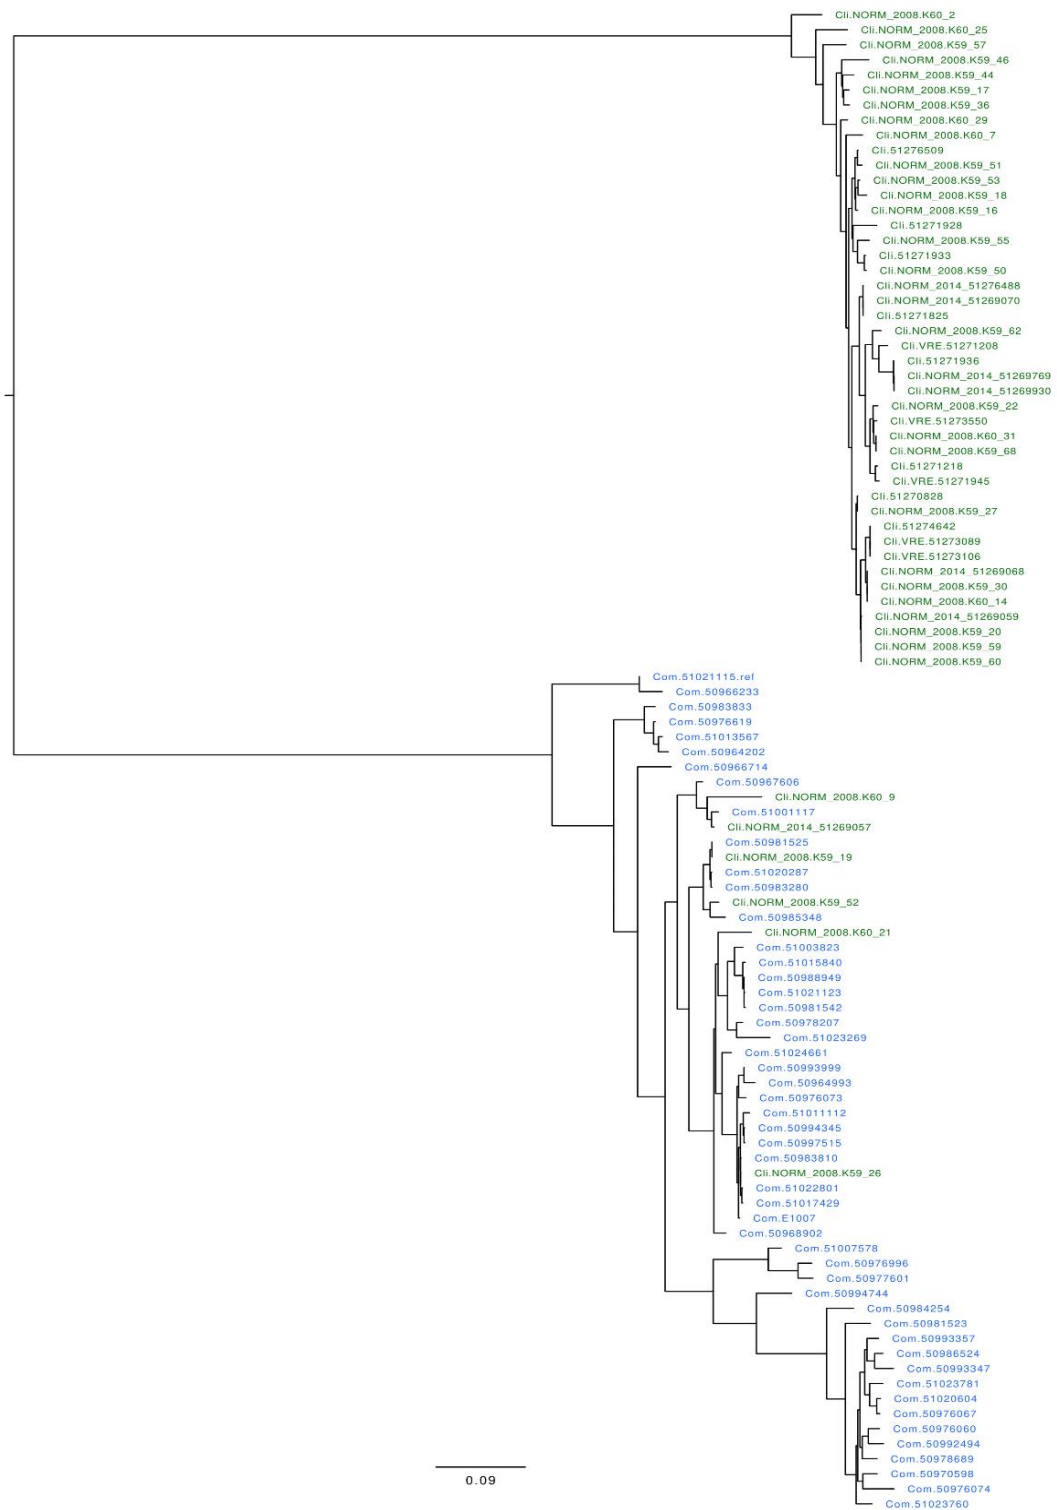 Cli.NORM_2008.K60_2
Cli.NORM_2008.K60_25
Cli.NORM_2008.K59_57
Cli.NORM_2008.K59_46
Cli.NORM_2008.K59_44
Cli.NORM_2008.K59_17
Cli.NORM_2008.K59_36
Cli.NORM_2008.K60_29
Cli.NORM_2008.K60_7
Cli.51276509
Cli.NORM_2008.K59_51
Cli.NORM_2008.K59_53
Cli.NORM_2008.K59_18
Cli.NORM_2008.K59_16
Cli.51271928
Cli.NORM_2008.K59_55
Cli.51271933
Cli.NORM_2008.K59_50
Cli.NORM_2014_51276488
Cli.NORM_2014_51269070
Cli.51271825
Cli.NORM_2008.K59_62
Cli.VRE.51271208
Cli.51271936
Cli.NORM_2014_51269769
Cli.NORM_2014_51269930
Cli.NORM_2008.K59_22
Cli.VRE.51273550
Cli.NORM_2008.K60_31
Cli.NORM_2008.K59_68
Cli.51271218
Cli.VRE.51271945
Cli.51270828
Cli.NORM_2008.K59_27
Cli.51274642
Cli.VRE.51273089
Cli.VRE.51273106
Cli.NORM_2014_51269068
Cli.NORM_2008.K59_30
Cli.NORM_2008.K60_14
Cli.NORM_2014_51269059
Cli.NORM_2008.K59_20
Cli.NORM_2008.K59_59
Cli.NORM_2008.K59_60
Com.51021115.ref
Com.50966233
Com.50983833
Com.50976619
Com.51013567
Com.50964202
Com.50966714
Com.50967606
Cli.NORM_2008.K60_9
Com.51001117
Cli.NORM_2014_51269057
Com.50981525
Cli.NORM_2008.K59_19
Com.51020287
Com.50983280
Cli.NORM_2008.K59_52
Com.50985348
Cli.NORM_2008.K60_21
Com.51003823
Com.51015840
Com.50988949
Com.51021123
Com.50981542
Com.50978207
Com.51023269
Com.51024661
Com.50993999
Com.50964993
Com.50976073
Com.51011112
Com.50994345
Com.50997515
Com.50983810
Cli.NORM_2008.K59_26
Com.51022801
Com.51017429
Com.E1007
Com.50968902
Com.51007578
Com.50976996
Com.50977601
Com.50994744
Com.50984254
Com.50981523
Com.50993357
Com.50986524
Com.50993347
Com.51023781
Com.51020604
Com.50976067
Com.50976060
Com.50992494
Com.50978689
Com.50970598
Com.50976074
Com.51023760
0.09